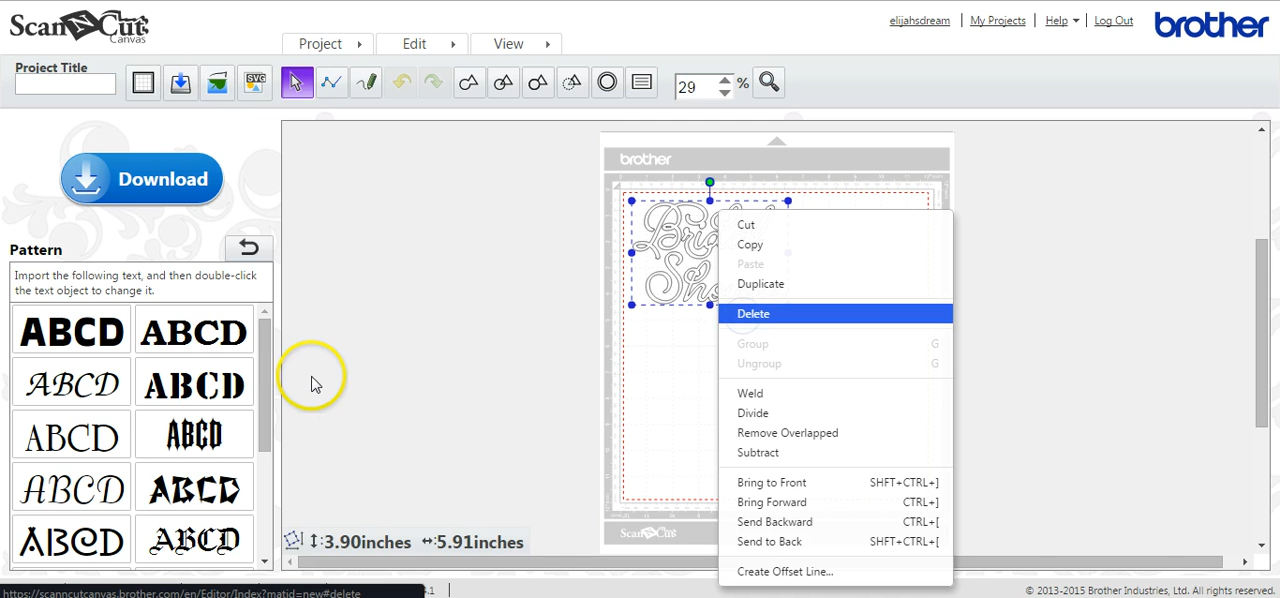 ScanNCut
Canvas
elijahsdream
My Projects
Help
Log Out
brother
Project
Edit
View
Project Title
SVG
29
%
Download
brother
Pattern
Import the following text, and then double-click
the text object to change it.
ABCD ABCD
ABCD ABCD
ABCD ABCD
ABCD ABCD
ABCD ABCD
Cut
Copy
Paste
Duplicate
Delete
Group G
Ungroup G
Weld
Divide
Remove Overlapped
Subtract
Bring to Front SHFT+CTRL+]
Bring Forward CTRL+]
Send Backward CTRL+[
Send to Back SHFT+CTRL+[
Create Offset Line...
ScanNCut
3.90inches 5.91inches
https://scanncutcanvas.brother.com/en/Editor/Index?matid=new#delete
© 2013-2015 Brother Industries, Ltd. All rights reserved.